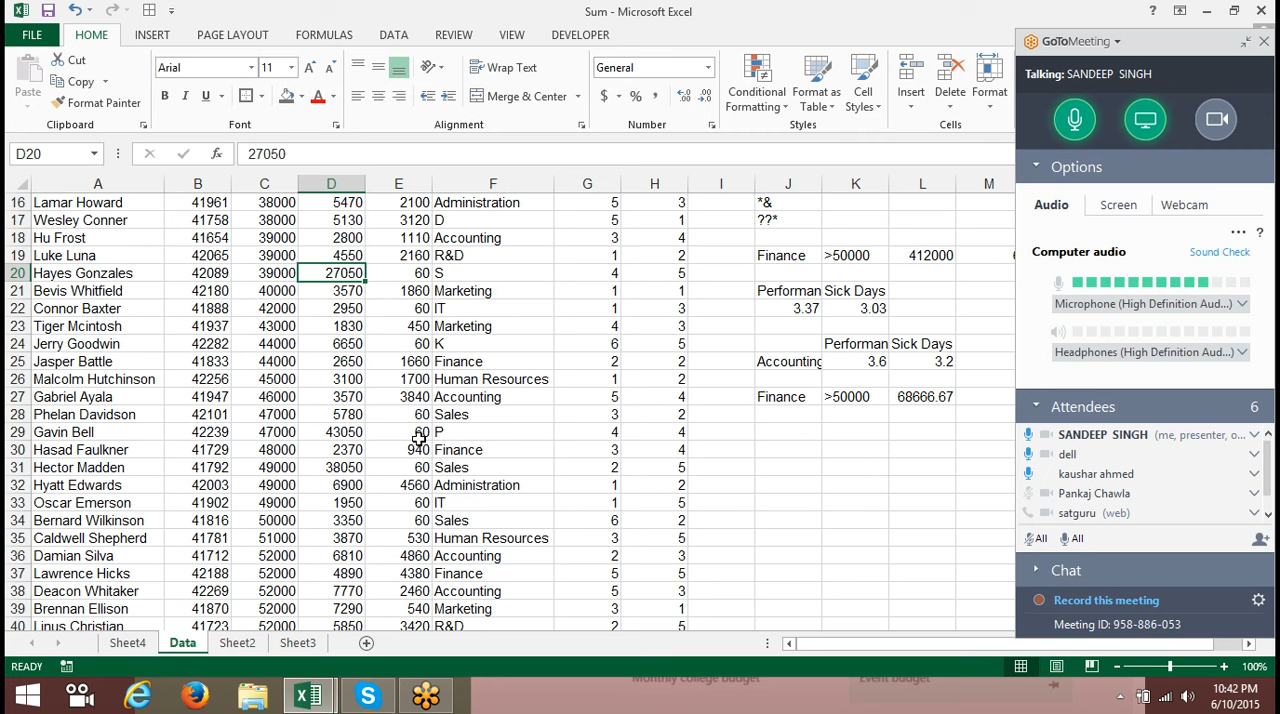 Sum - Microsoft Excel
FILE HOME INSERT PAGE LAYOUT FORMULAS DATA REVIEW VIEW DEVELOPER
Paste Cut Copy Format Painter
Arial 11 Wrap Text Merge & Center General
Conditional Formatting Format as Table Cell Styles Insert Delete Format
Clipboard Font Alignment Number Styles Cells
D20 fx 27050
A B C D E F G H I J K L M
16 Lamar Howard 41961 38000 5470 2100 Administration 5 3 *&
17 Wesley Conner 41758 38000 5130 3120 D 5 1 ??*
18 Hu Frost 41654 39000 2800 1110 Accounting 3 4
19 Luke Luna 42065 39000 4550 2160 R&D 1 2 Finance >50000 412000
20 Hayes Gonzales 42089 39000 27050 60 S 4 5
21 Bevis Whitfield 42180 40000 3570 1860 Marketing 1 1 Performan Sick Days
22 Connor Baxter 41888 42000 2950 60 IT 1 3 3.37 3.03
23 Tiger Mcintosh 41937 43000 1830 450 Marketing 4 3
24 Jerry Goodwin 42282 44000 6650 60 K 6 5 Performan Sick Days
25 Jasper Battle 41833 44000 2650 1660 Finance 2 2 Accounting 3.6 3.2
26 Malcolm Hutchinson 42256 45000 3100 1700 Human Resources 1 2
27 Gabriel Ayala 41947 46000 3570 3840 Accounting 5 4 Finance >50000 68666.67
28 Phelan Davidson 42101 47000 5780 60 Sales 3 2
29 Gavin Bell 42239 47000 43050 60 P 4 4
30 Hasad Faulkner 41729 48000 2370 940 Finance 3 4
31 Hector Madden 41792 49000 38050 60 Sales 2 5
32 Hyatt Edwards 42003 49000 6900 4560 Administration 1 2
33 Oscar Emerson 41902 49000 1950 60 IT 1 5
34 Bernard Wilkinson 41816 50000 3350 60 Sales 6 2
35 Caldwell Shepherd 41781 51000 3870 530 Human Resources 3 5
36 Damian Silva 41712 52000 6810 4860 Accounting 2 3
37 Lawrence Hicks 42188 52000 4890 4380 Finance 5 5
38 Deacon Whitaker 42269 52000 7770 2460 Accounting 5 3
39 Brennan Ellison 41870 52000 7290 540 Marketing 3 1
40 Linus Christian 41723 52000 5850 3420 R&D 2 5
Sheet4 Data Sheet2 Sheet3
READY 100%
GoToMeeting
Talking: SANDEEP SINGH
Options
Audio Screen Webcam
Computer audio Sound Check
Microphone (High Definition Aud...)
Headphones (High Definition Aud...)
Attendees 6
SANDEEP SINGH (me, presenter, o...
dell
kaushar ahmed
Pankaj Chawla
satguru (web)
All All
Chat
Record this meeting
Meeting ID: 958-886-053
Monthly college budget Event budget
10:42 PM
6/10/2015